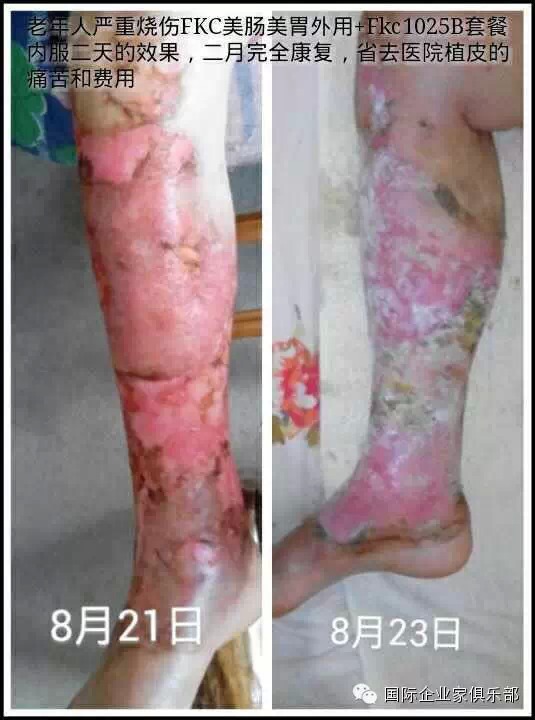 老年人严重烧伤FKC美肠美胃外用+Fkc1025B套餐
内服二天的效果，二月完全康复，省去医院植皮的
痛苦和费用
8月21日
8月23日
国际企业家俱乐部